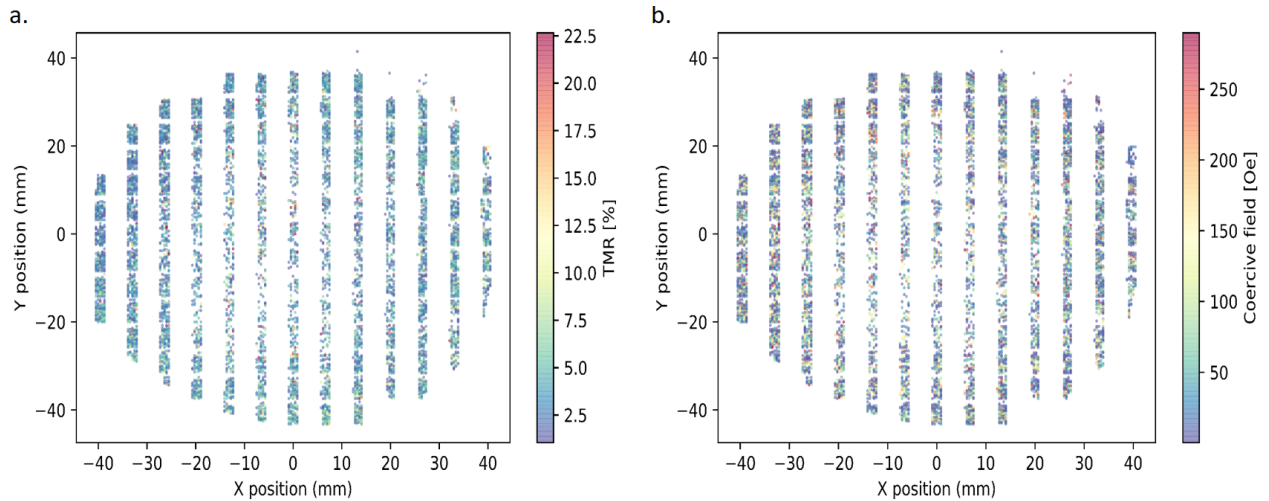 a.
40
20
0
−20
−40
Y position (mm)
−40 −30 −20 −10 0 10 20 30 40
X position (mm)
22.5
20.0
17.5
15.0
12.5
10.0
7.5
5.0
2.5
TMR [%]
b.
40
20
0
−20
−40
Y position (mm)
−40 −30 −20 −10 0 10 20 30 40
X position (mm)
250
200
150
100
50
Coercive field [Oe]